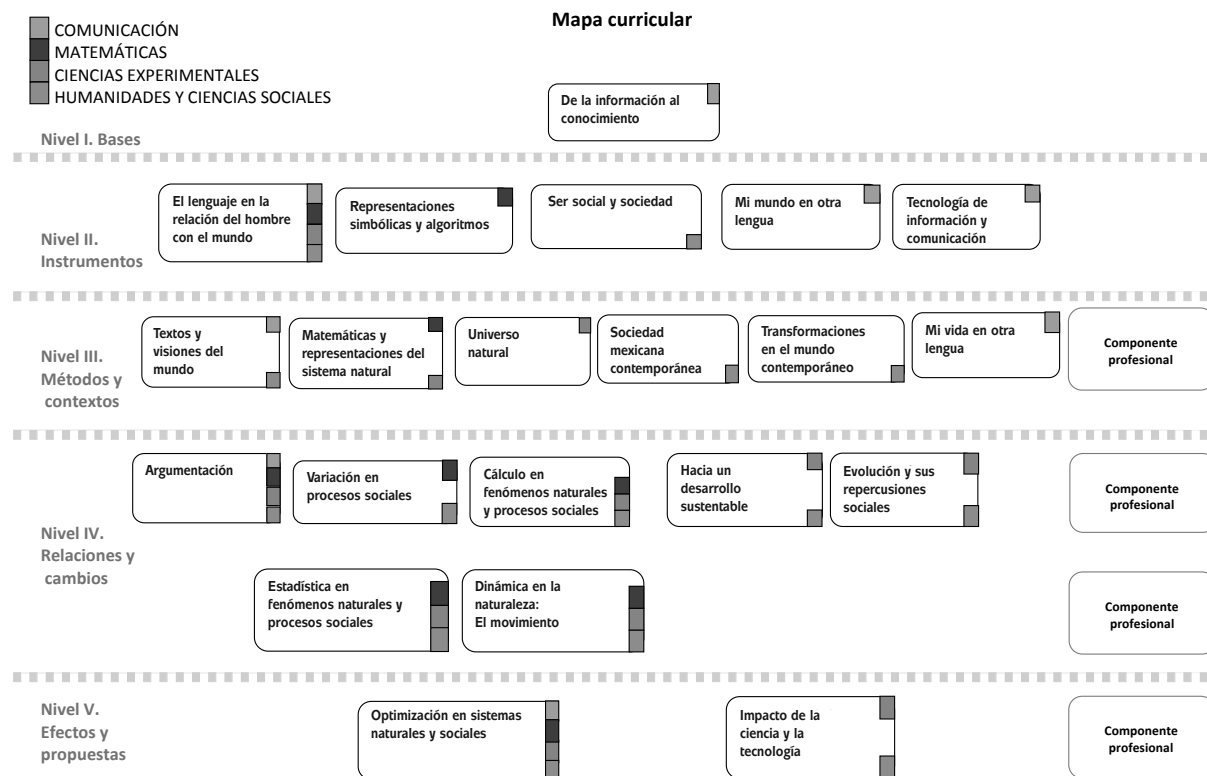 Mapa curricular
COMUNICACIÓN
MATEMÁTICAS
CIENCIAS EXPERIMENTALES
HUMANIDADES Y CIENCIAS SOCIALES
De la información al
conocimiento
Nivel I. Bases
El lenguaje en la
relación del hombre
con el mundo
Representaciones
simbólicas y algoritmos
Ser social y sociedad
Mi mundo en otra
lengua
Tecnología de
información y
comunicación
Nivel II.
Instrumentos
Textos y
visiones del
mundo
Matemáticas y
representaciones del
sistema natural
Universo
natural
Sociedad
mexicana
contemporánea
Transformaciones
en el mundo
contemporáneo
Mi vida en otra
lengua
Componente
profesional
Nivel III.
Métodos y
contextos
Argumentación
Variación en
procesos sociales
Cálculo en
fenómenos naturales
y procesos sociales
Hacia un
desarrollo
sustentable
Evolución y sus
repercusiones
sociales
Componente
profesional
Nivel IV.
Relaciones y
cambios
Estadística en
fenómenos naturales y
procesos sociales
Dinámica en la
naturaleza:
El movimiento
Componente
profesional
Nivel V.
Efectos y
propuestas
Optimización en sistemas
naturales y sociales
Impacto de la
ciencia y la
tecnología
Componente
profesional